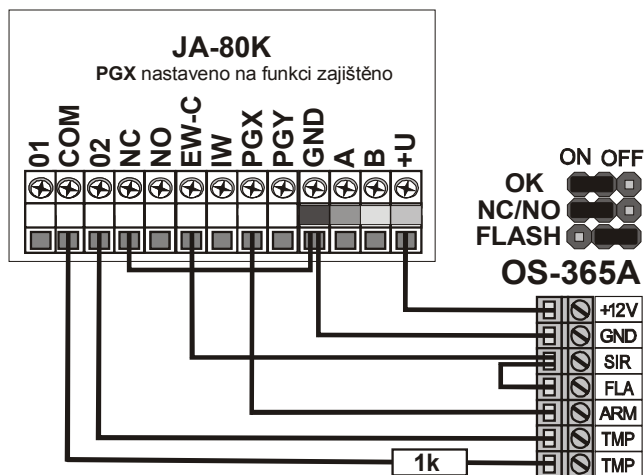 JA-80K
PGX nastaveno na funkci zajištěno
01 COM 02 NC NO EW-C IW PGX PGY GND A B +U
ON OFF
OK
NC/NO
FLASH
OS-365A
+12V
GND
SIR
FLA
ARM
TMP
1k TMP